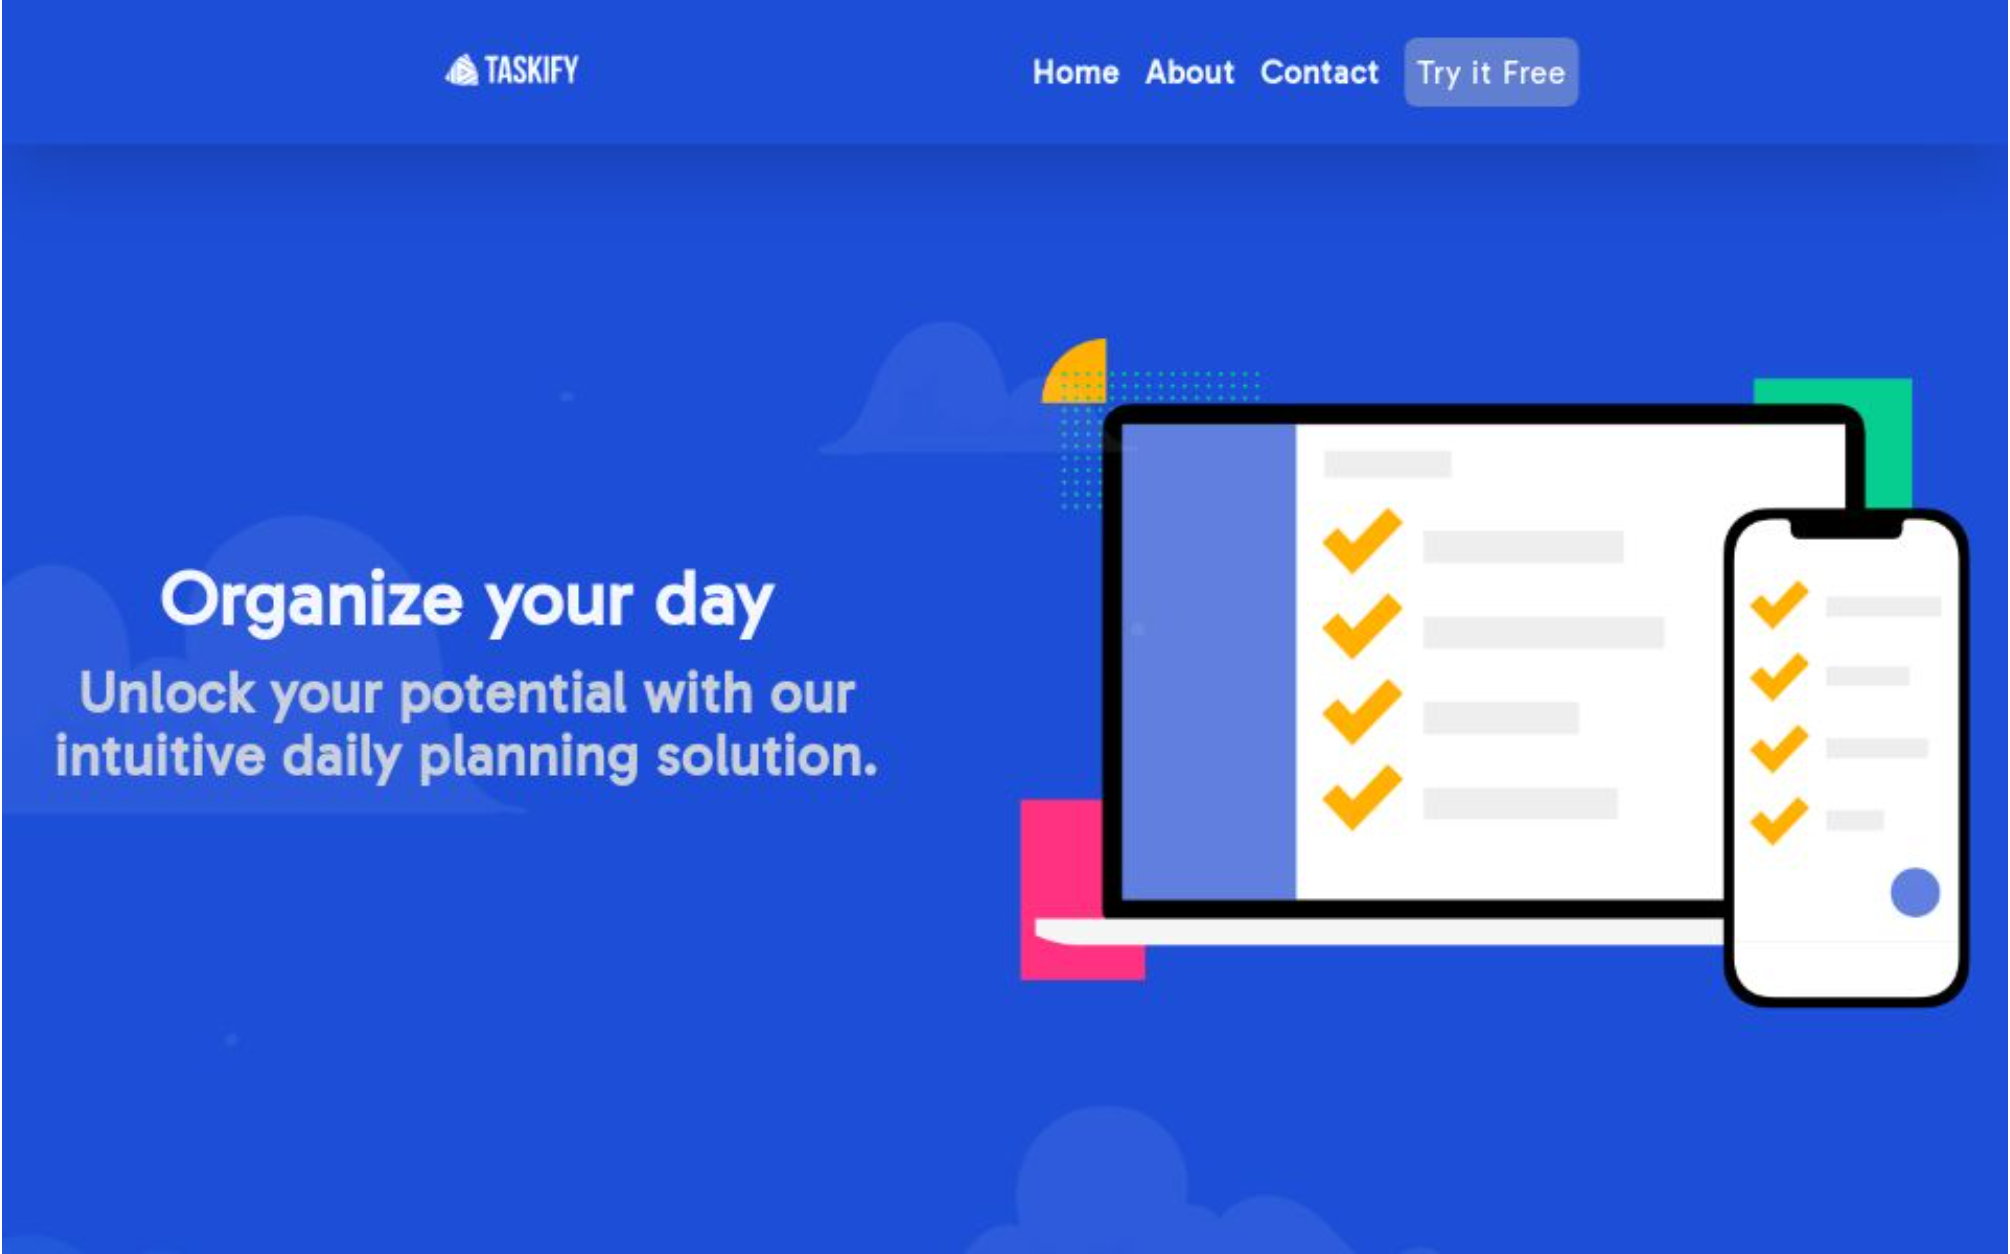 TASKIFY
Home About Contact Try it Free
Organize your day
Unlock your potential with our
intuitive daily planning solution.